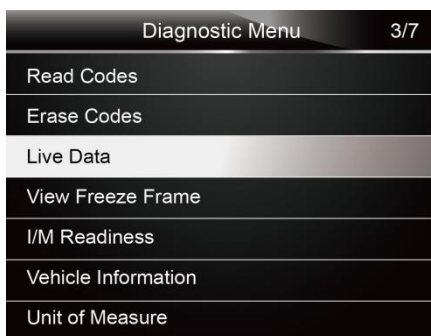 Diagnostic Menu 3/7
Read Codes
Erase Codes
Live Data
View Freeze Frame
I/M Readiness
Vehicle Information
Unit of Measure